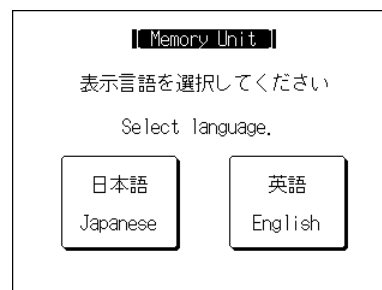 Memory Unit
表示言語を選択してください
Select language.
日本語
Japanese
英語
English